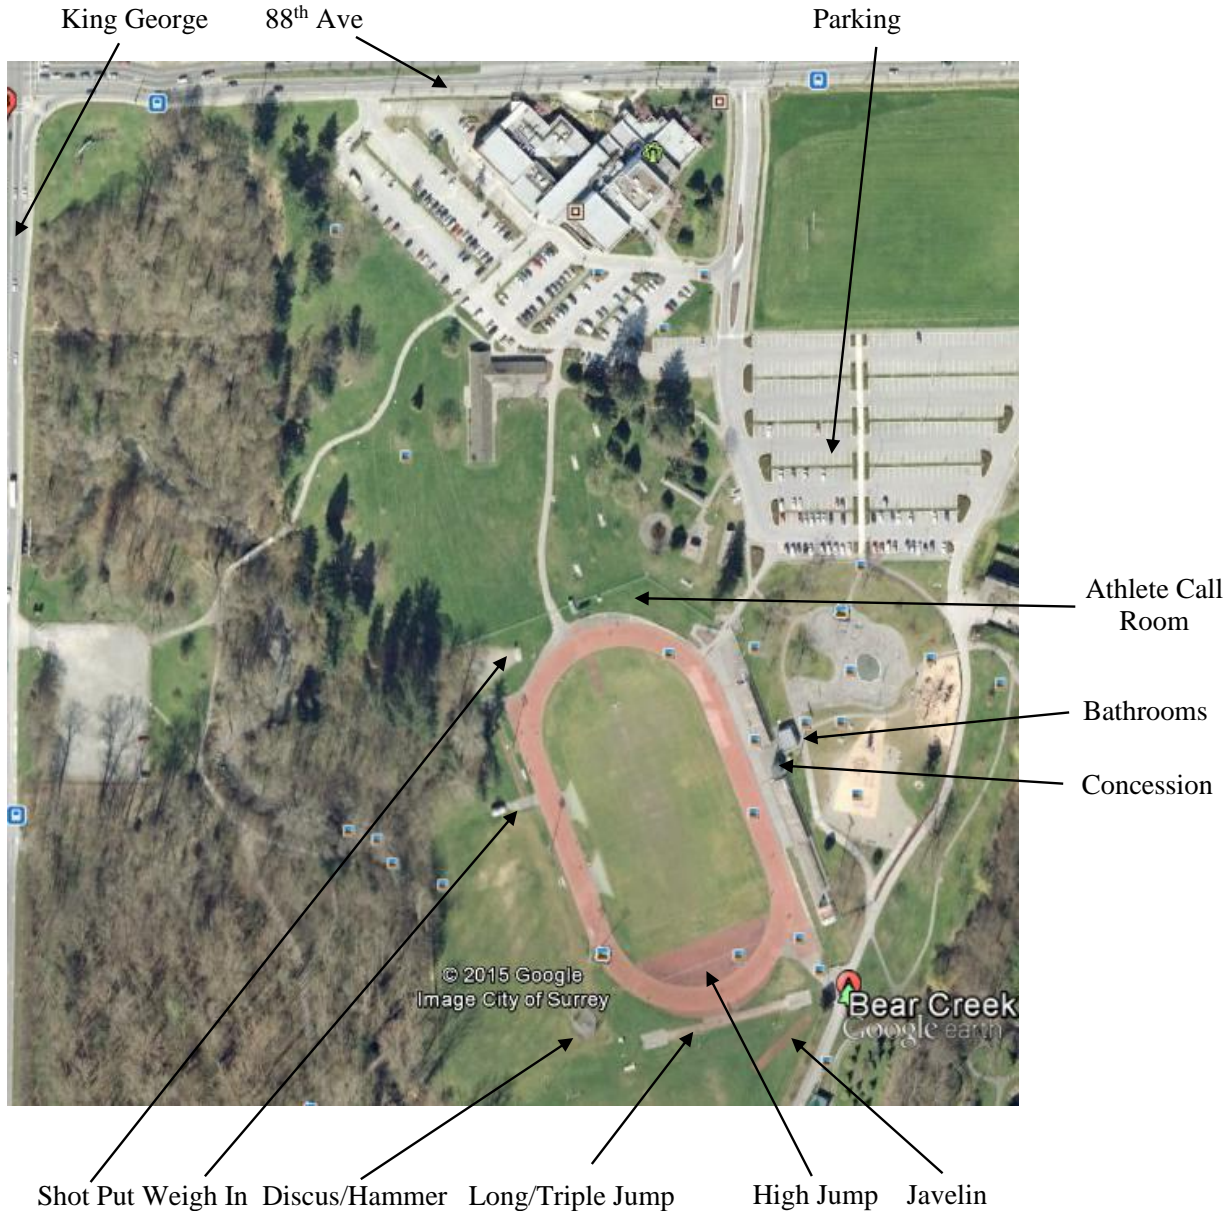 King George
88th Ave
Parking
Athlete Call
Room
Bathrooms
Concession
© 2015 Google
Image City of Surrey
Bear Creek
Google earth
Shot Put
Weigh In
Discus/Hammer
Long/Triple Jump
High Jump
Javelin